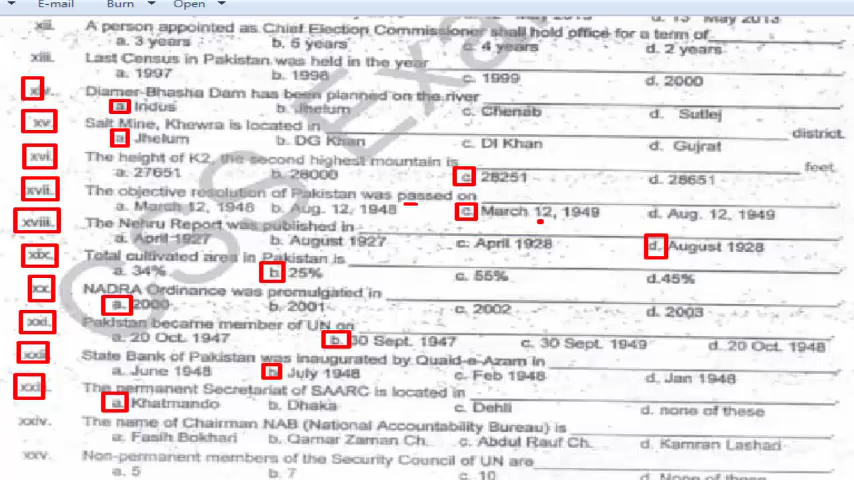 E-mail Burn Open
d. 13 May 2013
xii. A person appointed as Chief Election Commissioner shall hold office for a term of
a. 3 years b. 5 years c. 4 years d. 2 years
xiii. Last Census in Pakistan was held in the year
a. 1997 b. 1998 c. 1999 d. 2000
xiv. Diamer-Bhasha Dam has been planned on the river
a. Indus b. Jhelum c. Chenab d. Sutlej
xv. Salt Mine, Khewra is located in district.
a. Jhelum b. DG Khan c. DI Khan d. Gujrat
xvi. The height of K2, the second highest mountain is feet.
a. 27651 b. 28000 c. 28251 d. 28651
xvii. The objective resolution of Pakistan was passed on
a. March 12, 1948 b. Aug. 12, 1948 c. March 12, 1949 d. Aug. 12, 1949
xviii. The Nehru Report was published in
a. April 1927 b. August 1927 c. April 1928 d. August 1928
xix. Total cultivated area in Pakistan is
a. 34% b. 25% c. 55% d.45%
xx. NADRA Ordinance was promulgated in
a. 2000 b. 2001 c. 2002 d. 2003
xxi. Pakistan became member of UN on
a. 20 Oct. 1947 b. 30 Sept. 1947 c. 30 Sept. 1949 d. 20 Oct. 1948
xxii. State Bank of Pakistan was inaugurated by Quaid-e-Azam in
a. June 1948 b. July 1948 c. Feb 1948 d. Jan 1948
xxiii. The permanent Secretariat of SAARC is located in
a. Khatmando b. Dhaka c. Dehli d. none of these
xxiv. The name of Chairman NAB (National Accountability Bureau) is
a. Fasih Bokhari b. Qamar Zaman Ch. c. Abdul Rauf Ch. d. Kamran Lashari
xxv. Non-permanent members of the Security Council of UN are
a. 5 b. 7 c. 10 d. None of these
CSS Exa